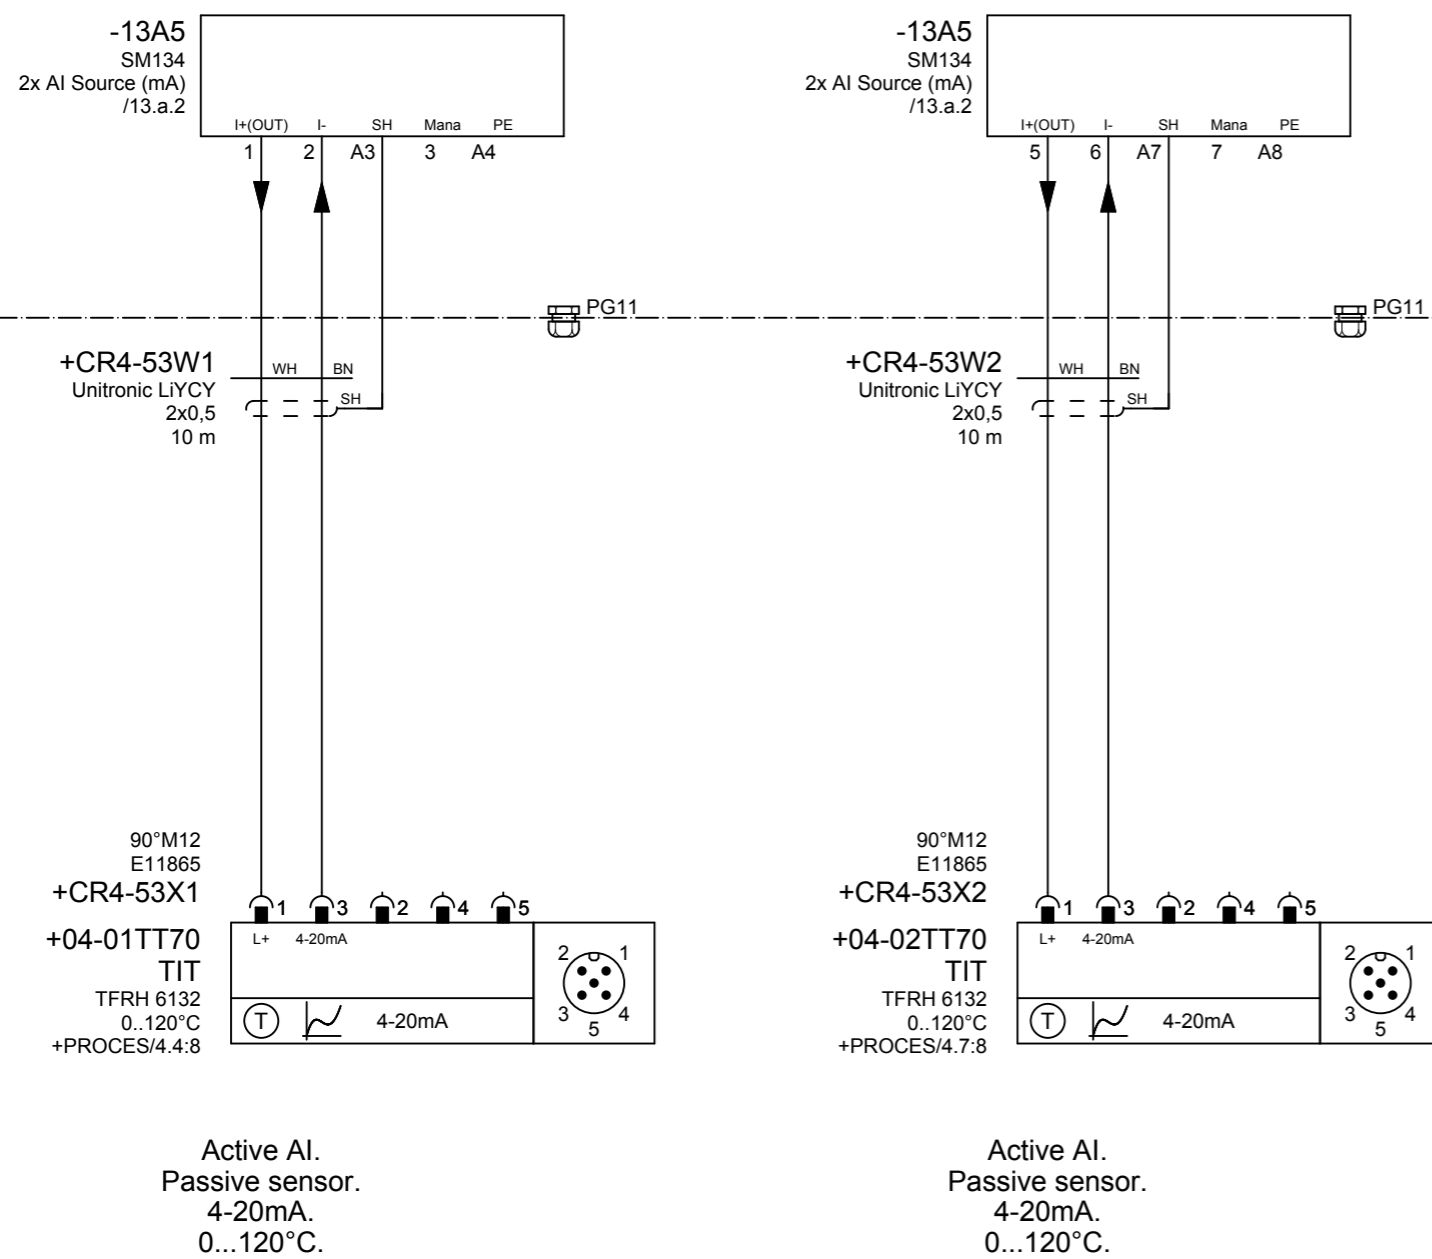 -13A5
SM134
2x AI Source (mA)
/13.a.2
I+(OUT) I- SH Mana PE
1 2 A3 3 A4
PG11
+CR4-53W1
Unitronic LiYCY
2x0,5
10 m
WH BN
SH
90°M12
E11865
+CR4-53X1
1 3 2 4 5
+04-01TT70
TIT
TFRH 6132
0..120°C
+PROCES/4.4:8
L+ 4-20mA
T 4-20mA
2 1
3 4
5
Active AI.
Passive sensor.
4-20mA.
0...120°C.
-13A5
SM134
2x AI Source (mA)
/13.a.2
I+(OUT) I- SH Mana PE
5 6 A7 7 A8
PG11
+CR4-53W2
Unitronic LiYCY
2x0,5
10 m
WH BN
SH
90°M12
E11865
+CR4-53X2
1 3 2 4 5
+04-02TT70
TIT
TFRH 6132
0..120°C
+PROCES/4.7:8
L+ 4-20mA
T 4-20mA
2 1
3 4
5
Active AI.
Passive sensor.
4-20mA.
0...120°C.